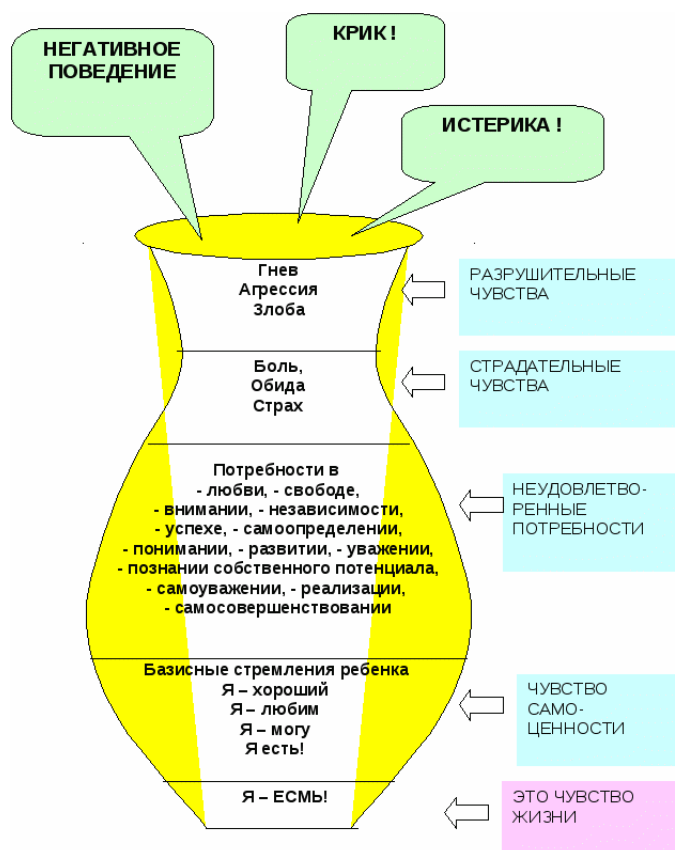 НЕГАТИВНОЕ
ПОВЕДЕНИЕ
КРИК !
ИСТЕРИКА !
Гнев
Агрессия
Злоба
РАЗРУШИТЕЛЬНЫЕ
ЧУВСТВА
Боль,
Обида
Страх
СТРАДАТЕЛЬНЫЕ
ЧУВСТВА
Потребности в
- любви, - свободе,
- внимании, - независимости,
- успехе, - самоопределении,
- понимании, - развитии, - уважении,
- познании собственного потенциала,
- самоуважении, - реализации,
- самосовершенствовании
НЕУДОВЛЕТВО-
РЕННЫЕ
ПОТРЕБНОСТИ
Базисные стремления ребенка
Я – хороший
Я – любим
Я – могу
Я есть!
ЧУВСТВО
САМО-
ЦЕННОСТИ
Я – ЕСМЬ!
ЭТО ЧУВСТВО
ЖИЗНИ